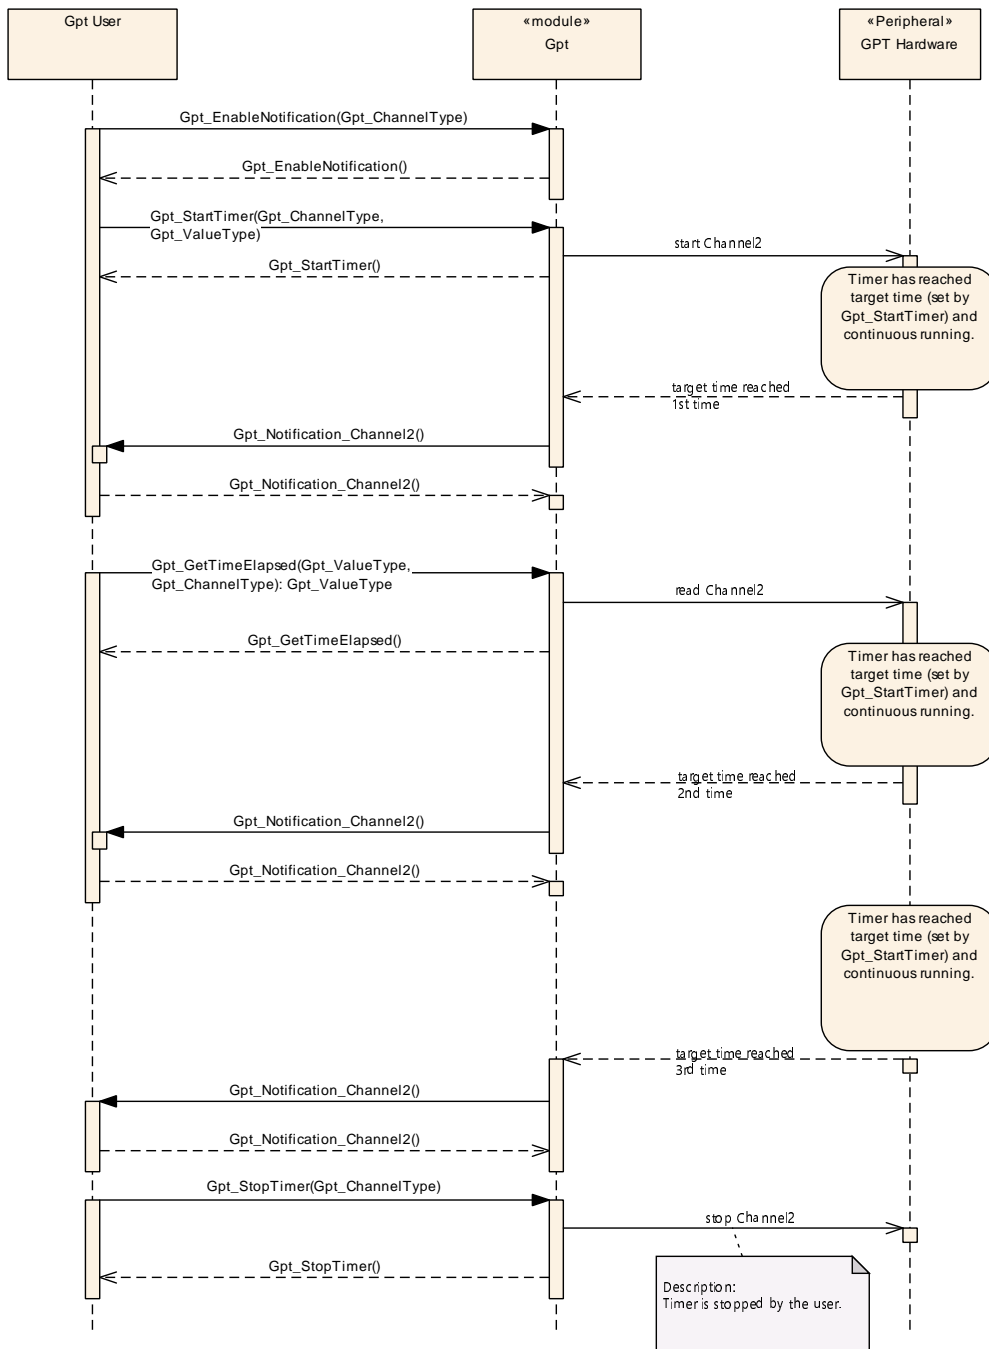 Gpt User
«module»
Gpt
«Peripheral»
GPT Hardware
Gpt_EnableNotification(Gpt_ChannelType)
Gpt_EnableNotification()
Gpt_StartTimer(Gpt_ChannelType,
Gpt_ValueType)
start Channel2
Gpt_StartTimer()
Timer has reached
target time (set by
Gpt_StartTimer) and
continuous running.
target time reached
1st time
Gpt_Notification_Channel2()
Gpt_Notification_Channel2()
Gpt_GetTimeElapsed(Gpt_ValueType,
Gpt_ChannelType): Gpt_ValueType
read Channel2
Gpt_GetTimeElapsed()
Timer has reached
target time (set by
Gpt_StartTimer) and
continuous running.
target time reached
2nd time
Gpt_Notification_Channel2()
Gpt_Notification_Channel2()
Timer has reached
target time (set by
Gpt_StartTimer) and
continuous running.
target time reached
3rd time
Gpt_Notification_Channel2()
Gpt_Notification_Channel2()
Gpt_StopTimer(Gpt_ChannelType)
stop Channel2
Gpt_StopTimer()
Description:
Timer is stopped by the user.